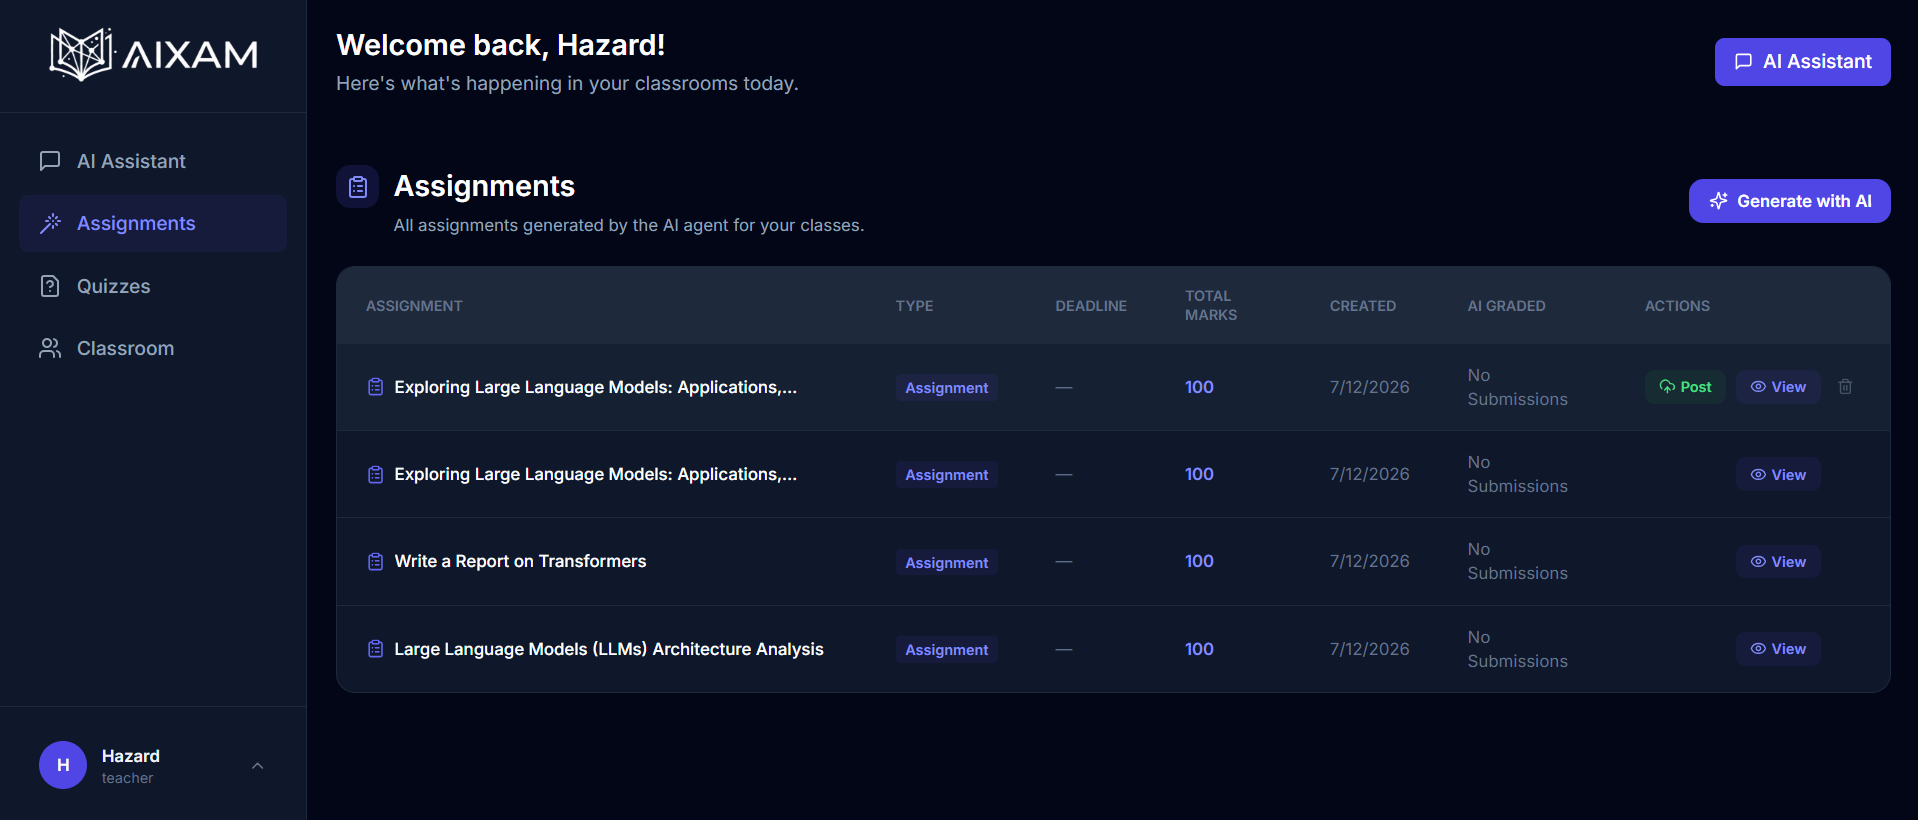 AIXAM
AI Assistant
Assignments
Quizzes
Classroom
H
Hazard
teacher
Welcome back, Hazard!
Here's what's happening in your classrooms today.
AI Assistant
Assignments
All assignments generated by the AI agent for your classes.
Generate with AI
ASSIGNMENT TYPE DEADLINE TOTAL MARKS CREATED AI GRADED ACTIONS
Exploring Large Language Models: Applications,... Assignment — 100 7/12/2026 No Submissions Post View
Exploring Large Language Models: Applications,... Assignment — 100 7/12/2026 No Submissions View
Write a Report on Transformers Assignment — 100 7/12/2026 No Submissions View
Large Language Models (LLMs) Architecture Analysis Assignment — 100 7/12/2026 No Submissions View